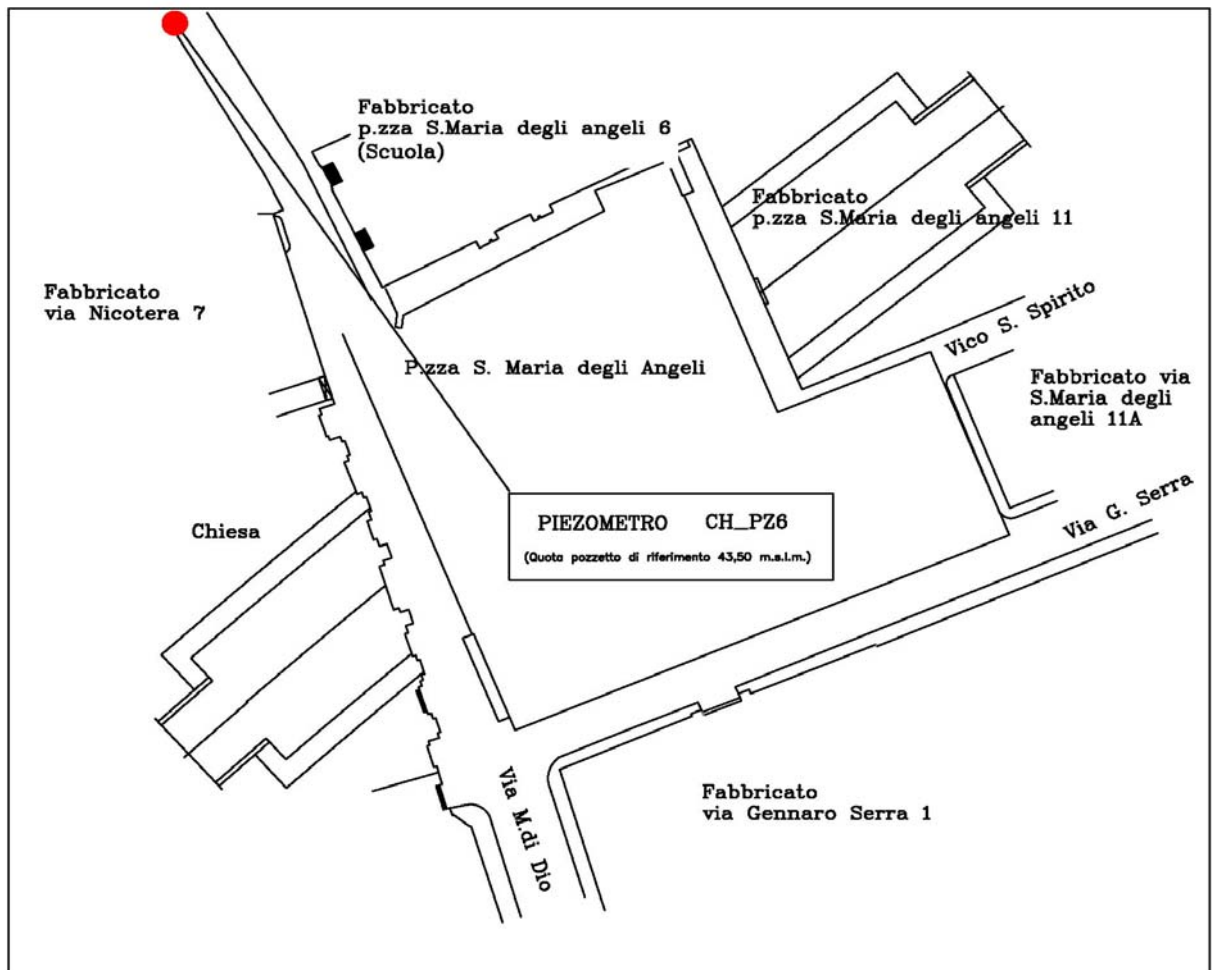 Fabbricato
p.zza S.Maria degli angeli 6
(Scuola)
Fabbricato
p.zza S.Maria degli angeli 11
Fabbricato
via Nicotera 7
Vico S. Spirito
P.zza S. Maria degli Angeli
Fabbricato via
S.Maria degli
angeli 11A
Via G. Serra
PIEZOMETRO CH_PZ6
(Quota pozzetto di riferimento 43,50 m.s.l.m.)
Chiesa
Via M.di Dio
Fabbricato
via Gennaro Serra 1